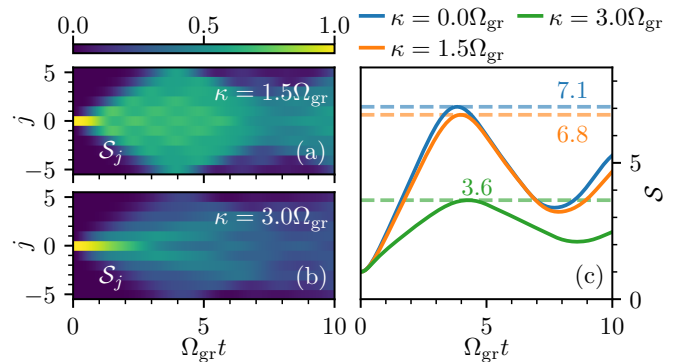 0.0 0.5 1.0
κ = 0.0Ω_gr
κ = 3.0Ω_gr
κ = 1.5Ω_gr
5
0
−5
j
κ = 1.5Ω_gr
S_j
(a)
5
0
−5
j
κ = 3.0Ω_gr
S_j
(b)
0 5 10
Ω_gr t
7.1
6.8
3.6
(c)
5
0
S
0 5 10
Ω_gr t